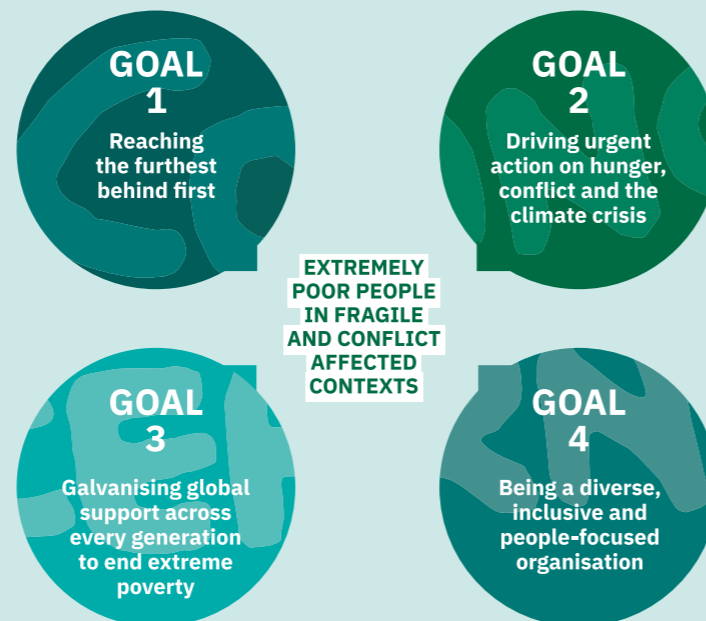 GOAL
1
Reaching
the furthest
behind first
GOAL
2
Driving urgent
action on hunger,
conflict and the
climate crisis
EXTREMELY
POOR PEOPLE
IN FRAGILE
AND CONFLICT
AFFECTED
CONTEXTS
GOAL
3
Galvanising global
support across
every generation
to end extreme
poverty
GOAL
4
Being a diverse,
inclusive and
people-focused
organisation